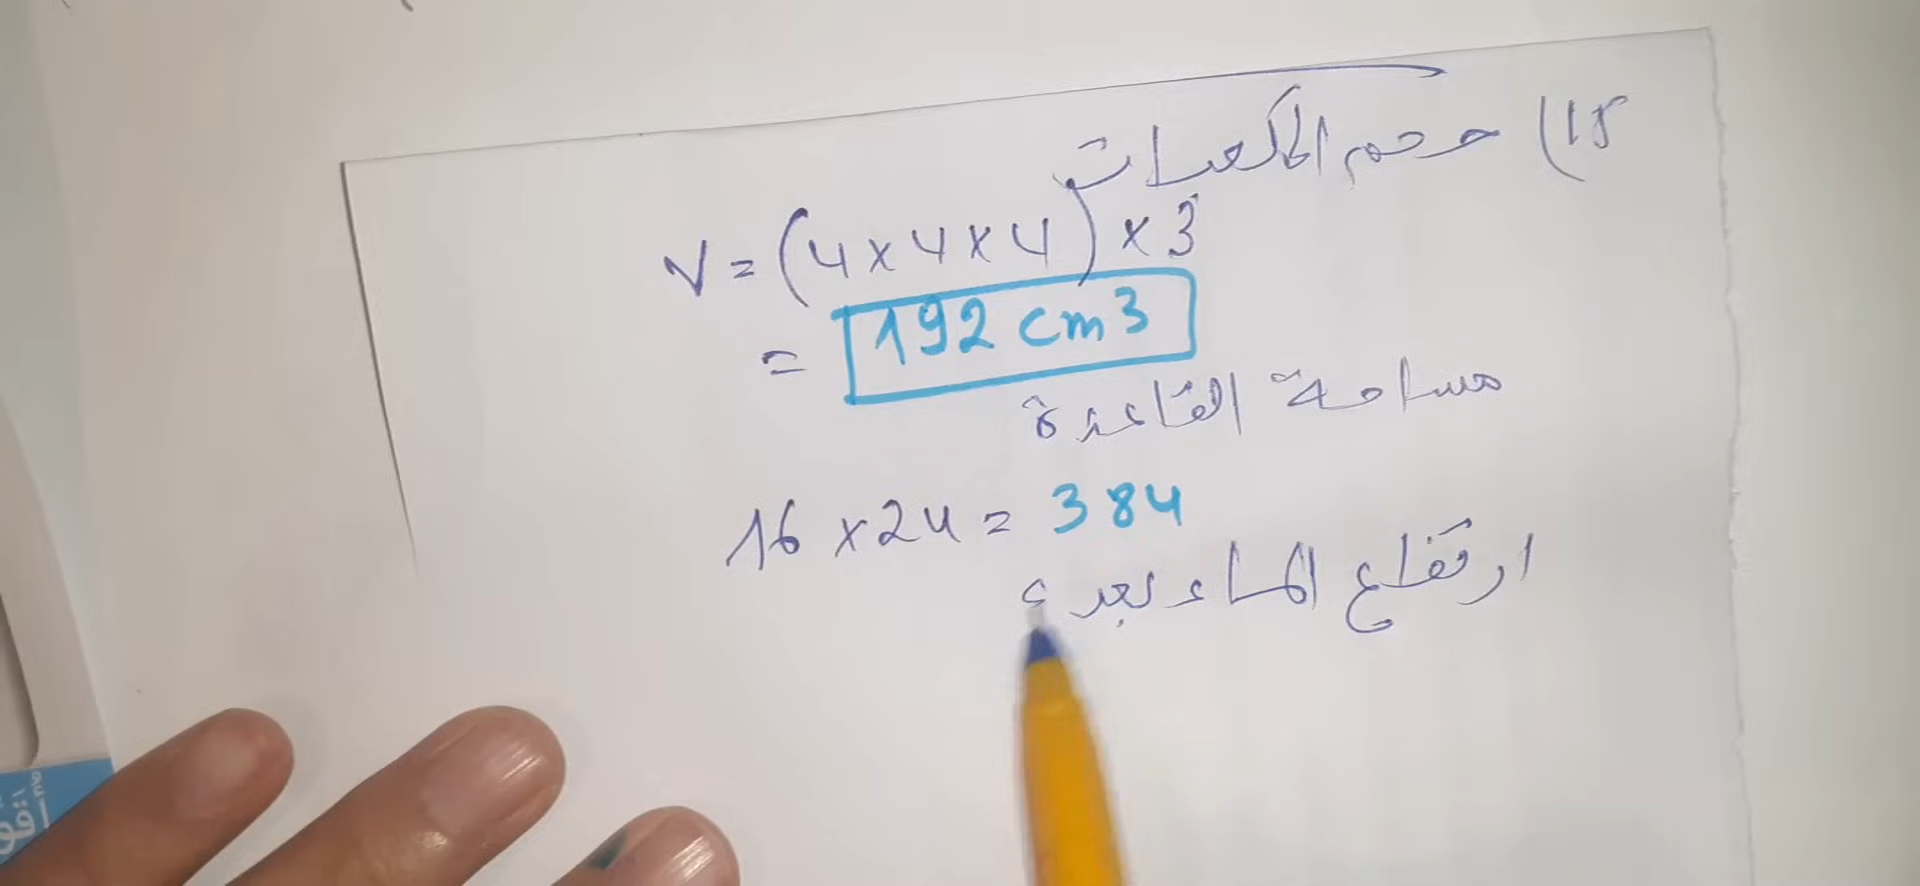 15) حجم المكعبات
V = (4 x 4 x 4) x 3
= 192 cm3
مساحة القاعدة
16 x 24 = 384
ارتفاع الماء بعد